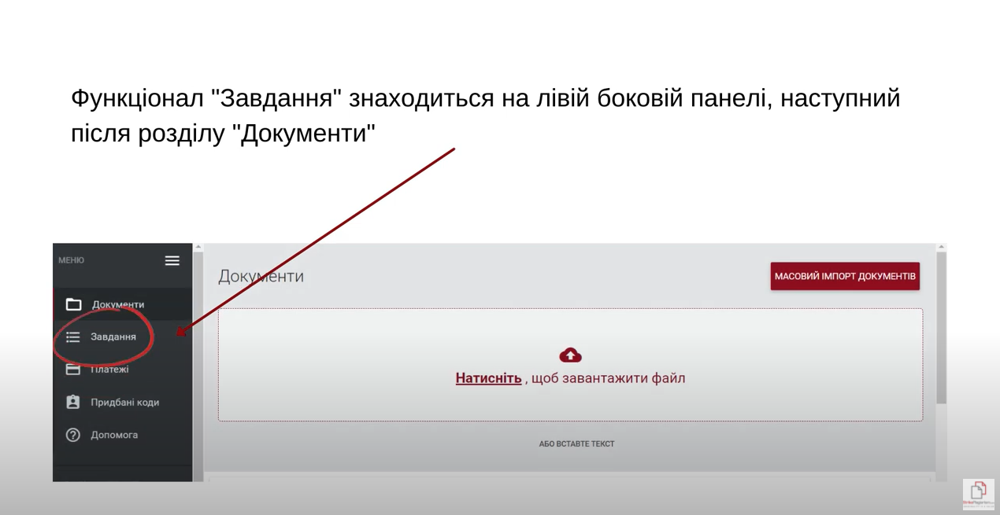 Функціонал "Завдання" знаходиться на лівій боковій панелі, наступний
після розділу "Документи"
МЕНЮ
Документи
Завдання
Платежі
Придбані коди
Допомога
Документи
МАСОВИЙ ІМПОРТ ДОКУМЕНТІВ
Натисніть , щоб завантажити файл
АБО ВСТАВТЕ ТЕКСТ